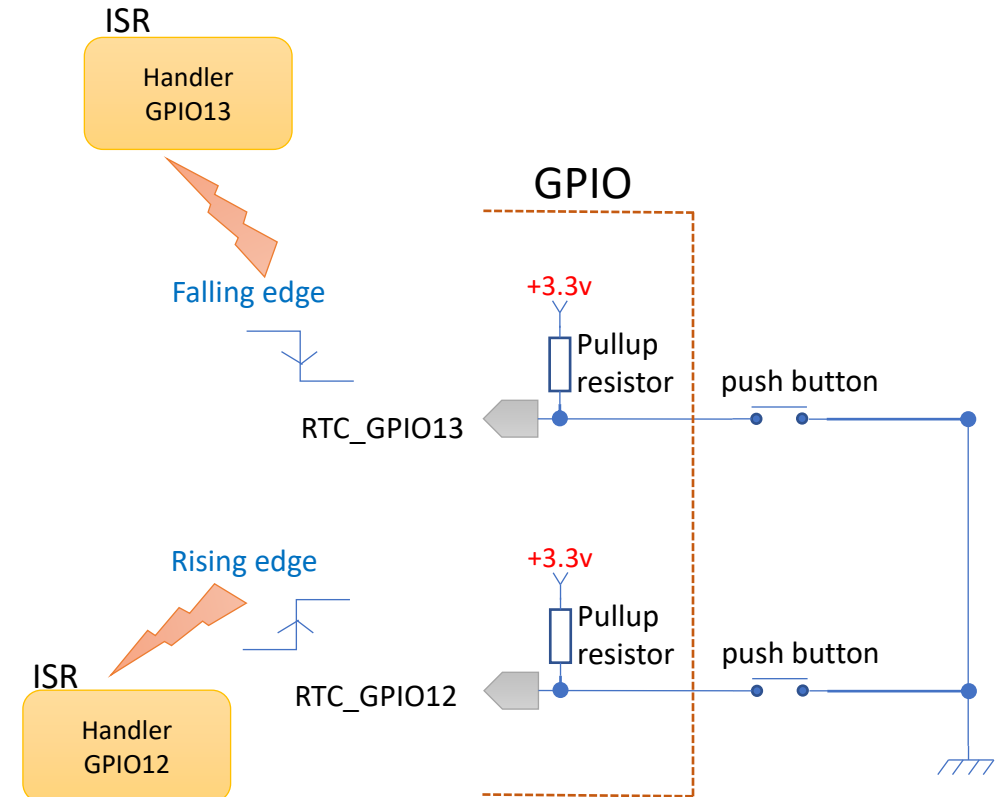 ISR
Handler
GPIO13
GPIO
Falling edge
+3.3v
Pullup
resistor
push button
RTC_GPIO13
Rising edge
+3.3v
Pullup
resistor
push button
ISR
RTC_GPIO12
Handler
GPIO12